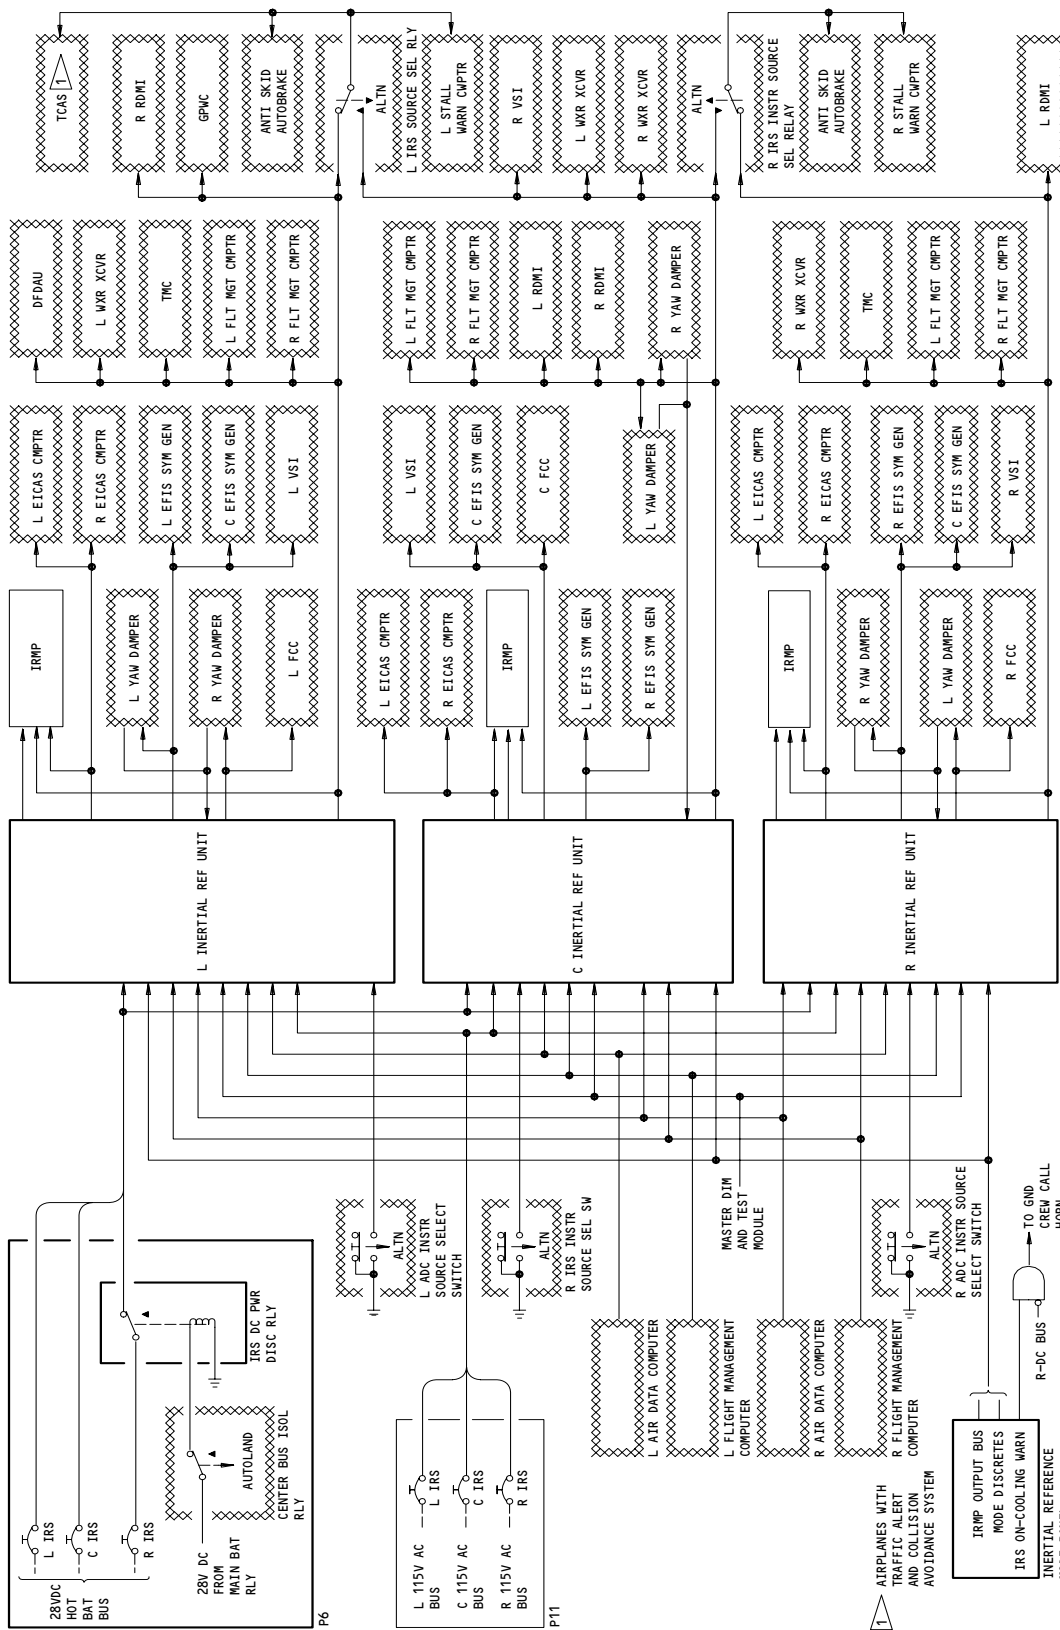 TCAS
1
R RDMI
GPWC
ANTI SKID
AUTOBRAKE
ALTN
L IRS SOURCE SEL RLY
L STALL
WARN CWPTR
R VSI
L WXR XCVR
R WXR XCVR
ALTN
R IRS INSTR SOURCE
SEL RELAY
ANTI SKID
AUTOBRAKE
R STALL
WARN CWPTR
L RDMI
DFDAU
L WXR XCVR
TMC
L FLT MGT CMPTR
R FLT MGT CMPTR
L FLT MGT CMPTR
R FLT MGT CMPTR
L RDMI
R RDMI
R YAW DAMPER
R WXR XCVR
TMC
L FLT MGT CMPTR
R FLT MGT CMPTR
L EICAS CMPTR
R EICAS CMPTR
L EFIS SYM GEN
C EFIS SYM GEN
L VSI
L VSI
C EFIS SYM GEN
C FCC
L YAW DAMPER
L EICAS CMPTR
R EICAS CMPTR
R EFIS SYM GEN
C EFIS SYM GEN
R VSI
IRMP
L YAW DAMPER
R YAW DAMPER
L FCC
L EICAS CMPTR
R EICAS CMPTR
IRMP
L EFIS SYM GEN
R EFIS SYM GEN
IRMP
R YAW DAMPER
L YAW DAMPER
R FCC
L INERTIAL REF UNIT
C INERTIAL REF UNIT
R INERTIAL REF UNIT
28VDC
HOT
BAT
BUS
L IRS
C IRS
R IRS
IRS DC PWR
DISC RLY
28V DC
FROM
MAIN BAT
RLY
AUTOLAND
CENTER BUS ISOL
RLY
P6
ALTN
L ADC INSTR
SOURCE SELECT
SWITCH
L 115V AC
BUS
C 115V AC
BUS
R 115V AC
BUS
L IRS
C IRS
R IRS
P11
ALTN
R IRS INSTR
SOURCE SEL SW
L AIR DATA COMPUTER
L FLIGHT MANAGEMENT
COMPUTER
MASTER DIM
AND TEST
MODULE
R AIR DATA COMPUTER
R FLIGHT MANAGEMENT
COMPUTER
ALTN
R ADC INSTR SOURCE
SELECT SWITCH
1
AIRPLANES WITH
TRAFFIC ALERT
AND COLLISION
AVOIDANCE SYSTEM
IRMP OUTPUT BUS
MODE DISCRETES
IRS ON-COOLING WARN
INERTIAL REFERENCE
R-DC BUS
TO GND
CREW CALL